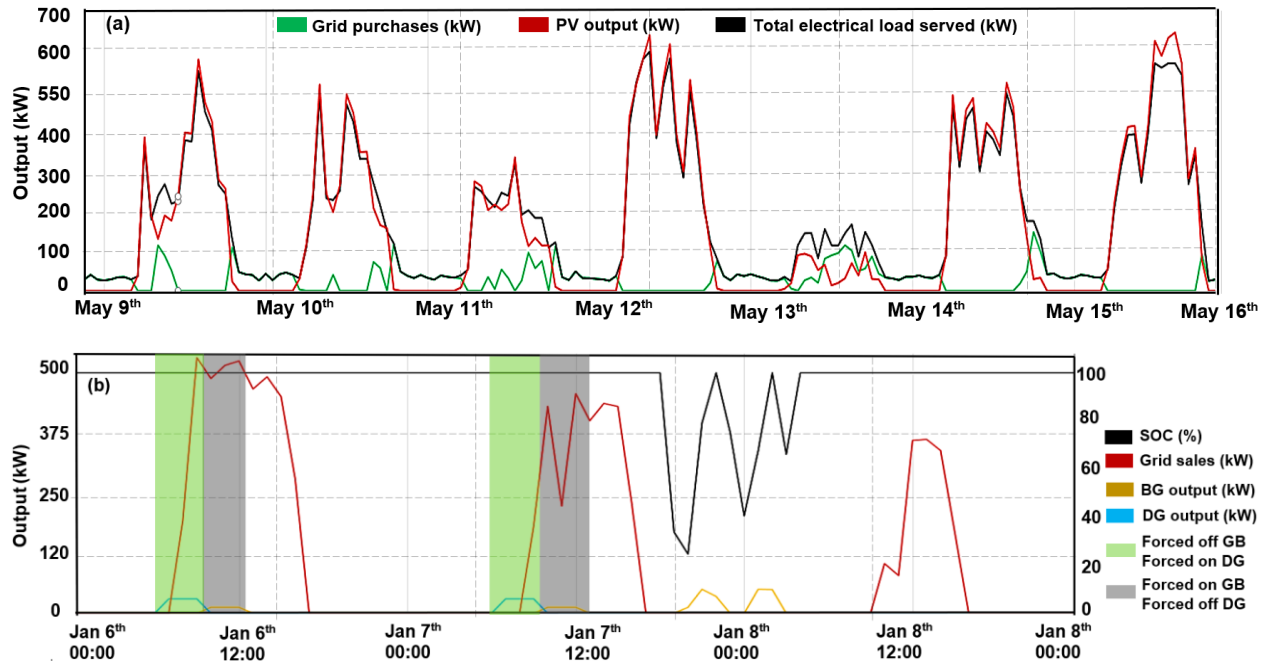 700
(a)
Grid purchases (kW)
PV output (kW)
Total electrical load served (kW)
600
550
400
300
200
100
0
Output (kW)
May 9th
May 10th
May 11th
May 12th
May 13th
May 14th
May 15th
May 16th
(b)
500
375
250
120
0
Output (kW)
100
80
60
40
20
0
SOC (%)
Grid sales (kW)
BG output (kW)
DG output (kW)
Forced off GB
Forced on DG
Forced on GB
Forced off DG
Jan 6th
00:00
Jan 6th
12:00
Jan 7th
00:00
Jan 7th
12:00
Jan 8th
00:00
Jan 8th
12:00
Jan 8th
00:00